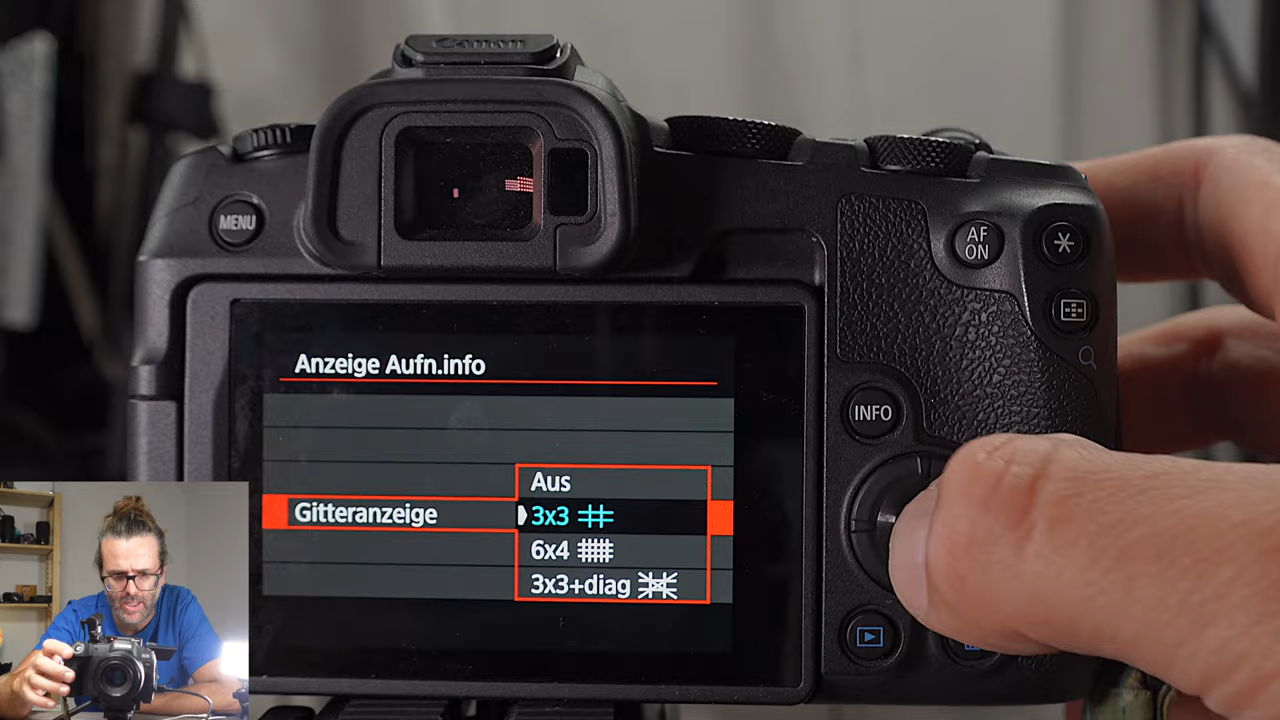 Canon
MENU
AF
ON
INFO
Anzeige Aufn.info
Aus
Gitteranzeige
3x3
6x4
3x3+diag